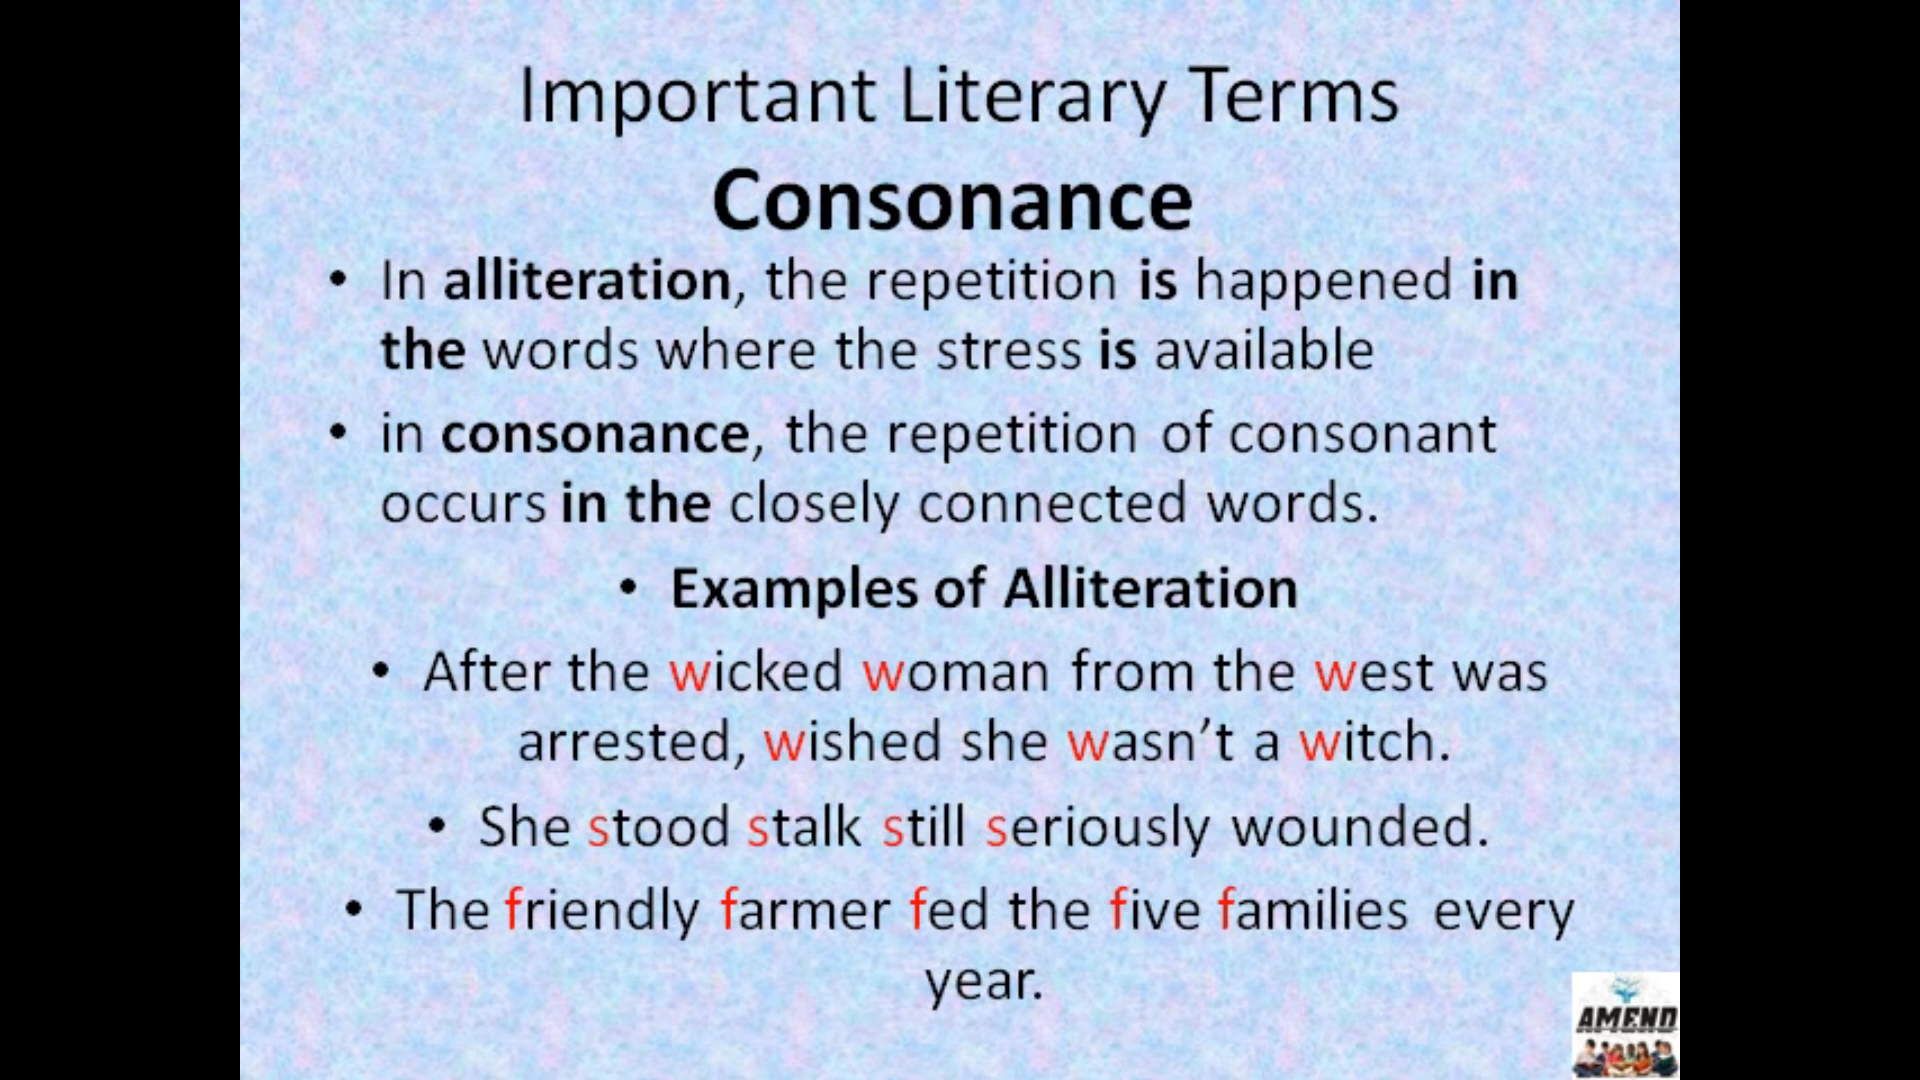 Important Literary Terms
Consonance
• In alliteration, the repetition is happened in
the words where the stress is available
• in consonance, the repetition of consonant
occurs in the closely connected words.
• Examples of Alliteration
• After the wicked woman from the west was
arrested, wished she wasn’t a witch.
• She stood stalk still seriously wounded.
• The friendly farmer fed the five families every
year.
AMEND